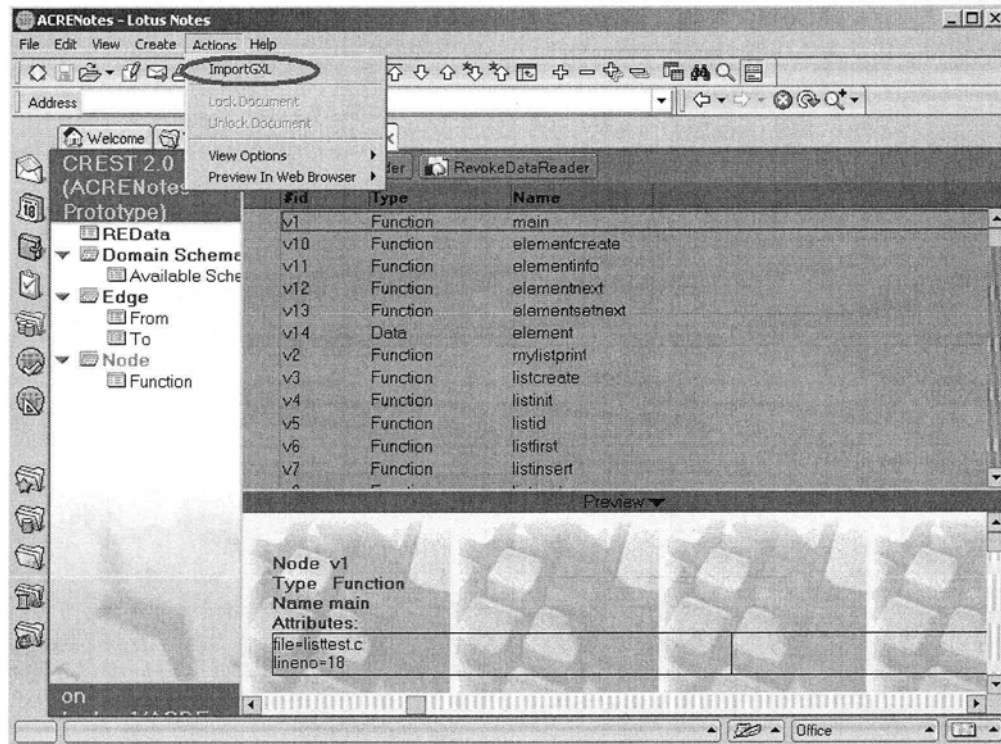 ACRENotes - Lotus Notes
File Edit View Create Actions Help
ImportGXL
Address
Lock Document
Unlock Document
Welcome
View Options
Preview In Web Browser
RevokeDataReader
CREST 2.0
(ACRENotes
Prototype)
REData
Domain Scheme
Available Sche
Edge
From
To
Node
Function
#id Type Name
v1 Function main
v10 Function elementcreate
v11 Function elementinfo
v12 Function elementnext
v13 Function elementsetnext
v14 Data element
v2 Function mylistprint
v3 Function listcreate
v4 Function listinit
v5 Function listid
v6 Function listfirst
v7 Function listinsert
Preview
Node v1
Type Function
Name main
Attributes:
file=listtest.c
lineno=18
on
Office